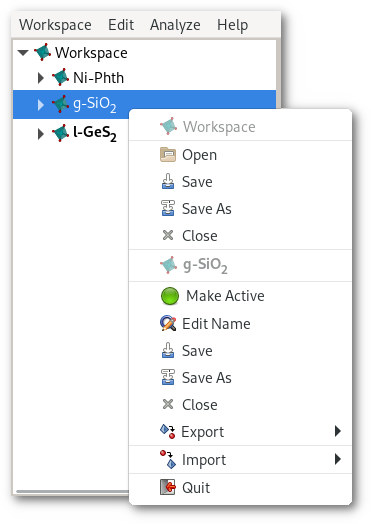 Workspace Edit Analyze Help
Workspace
Ni-Phth
g-SiO₂
l-GeS₂
Workspace
Open
Save
Save As
Close
g-SiO₂
Make Active
Edit Name
Save
Save As
Close
Export
Import
Quit